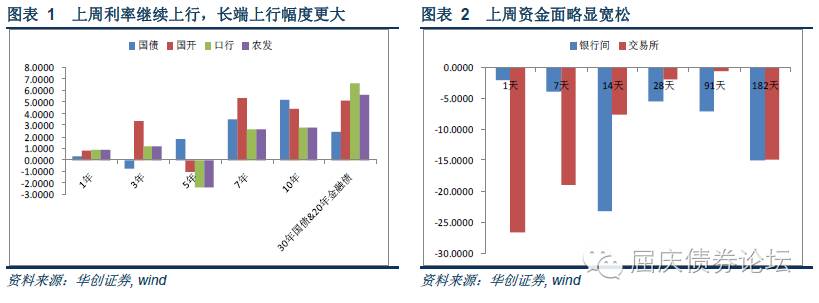 图表 1 上周利率继续上行，长端上行幅度更大
国债 国开 口行 农发
8.0000
7.0000
6.0000
5.0000
4.0000
3.0000
2.0000
1.0000
0.0000
-1.0000
-2.0000
-3.0000
1年
3年
5年
7年
10年
30年国债&20年金融债
资料来源：华创证券, wind
图表 2 上周资金面略显宽松
银行间 交易所
0.0000
-5.0000
-10.0000
-15.0000
-20.0000
-25.0000
-30.0000
1天
7天
14天
28天
91天
182天
资料来源：华创证券, wind
屈庆债券论坛